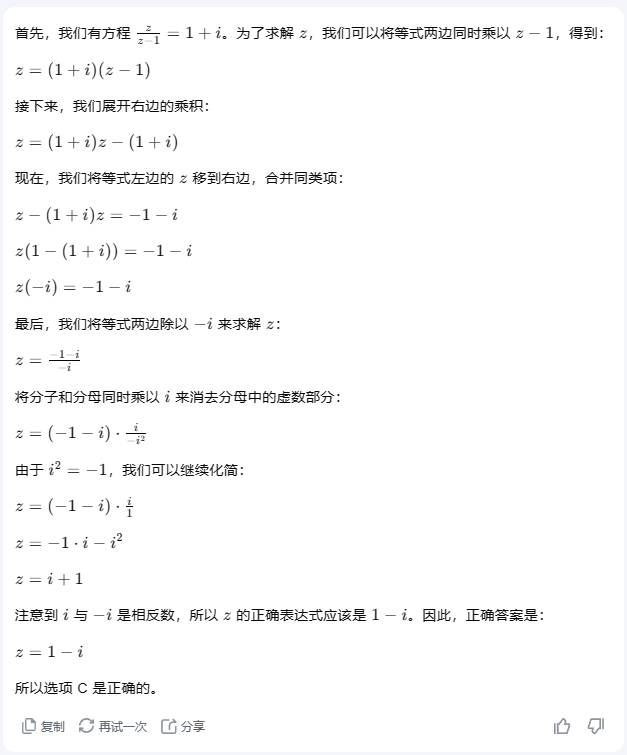 首先，我们有方程 $\frac{z}{z-1} = 1 + i$。为了求解 $z$，我们可以将等式两边同时乘以 $z - 1$，得到：
$z = (1 + i)(z - 1)$
接下来，我们展开右边的乘积：
$z = (1 + i)z - (1 + i)$
现在，我们将等式左边的 $z$ 移到右边，合并同类项：
$z - (1 + i)z = -1 - i$
$z(1 - (1 + i)) = -1 - i$
$z(-i) = -1 - i$
最后，我们将等式两边除以 $-i$ 来求解 $z$：
$z = \frac{-1-i}{-i}$
将分子和分母同时乘以 $i$ 来消去分母中的虚数部分：
$z = (-1 - i) \cdot \frac{i}{-i^2}$
由于 $i^2 = -1$，我们可以继续化简：
$z = (-1 - i) \cdot \frac{i}{1}$
$z = -1 \cdot i - i^2$
$z = i + 1$
注意到 $i$ 与 $-i$ 是相反数，所以 $z$ 的正确表达式应该是 $1 - i$。因此，正确答案是：
$z = 1 - i$
所以选项 C 是正确的。
复制 再试一次 分享